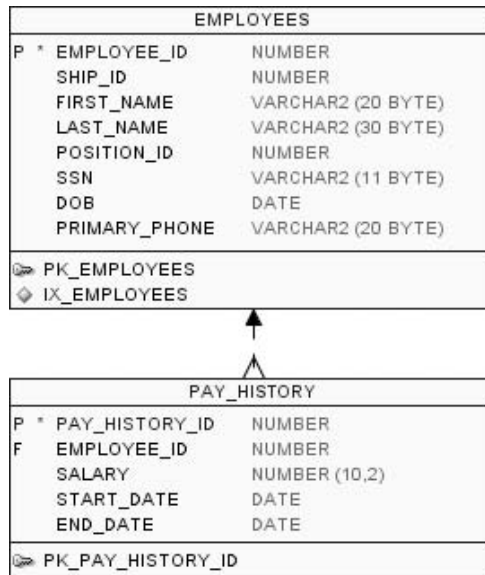 EMPLOYEES
P * EMPLOYEE_ID NUMBER
SHIP_ID NUMBER
FIRST_NAME VARCHAR2 (20 BYTE)
LAST_NAME VARCHAR2 (30 BYTE)
POSITION_ID NUMBER
SSN VARCHAR2 (11 BYTE)
DOB DATE
PRIMARY_PHONE VARCHAR2 (20 BYTE)
PK_EMPLOYEES
IX_EMPLOYEES
PAY_HISTORY
P * PAY_HISTORY_ID NUMBER
F EMPLOYEE_ID NUMBER
SALARY NUMBER (10,2)
START_DATE DATE
END_DATE DATE
PK_PAY_HISTORY_ID